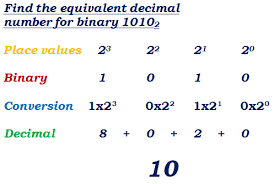 Find the equivalent decimal
number for binary 1010₂
Place values 2³ 2² 2¹ 2⁰
Binary 1 0 1 0
Conversion 1x2³ 0x2² 1x2¹ 0x2⁰
Decimal 8 + 0 + 2 + 0
10